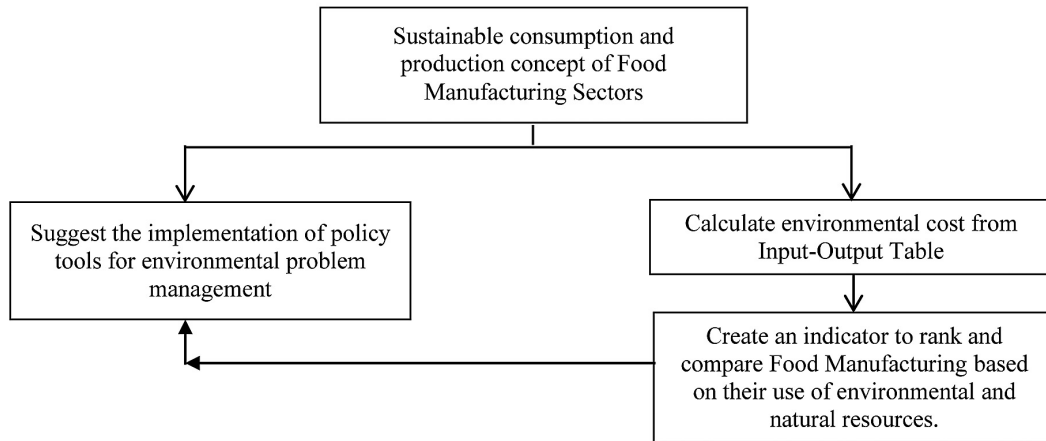 Sustainable consumption and
production concept of Food
Manufacturing Sectors
Suggest the implementation of policy
tools for environmental problem
management
Calculate environmental cost from
Input-Output Table
Create an indicator to rank and
compare Food Manufacturing based
on their use of environmental and
natural resources.